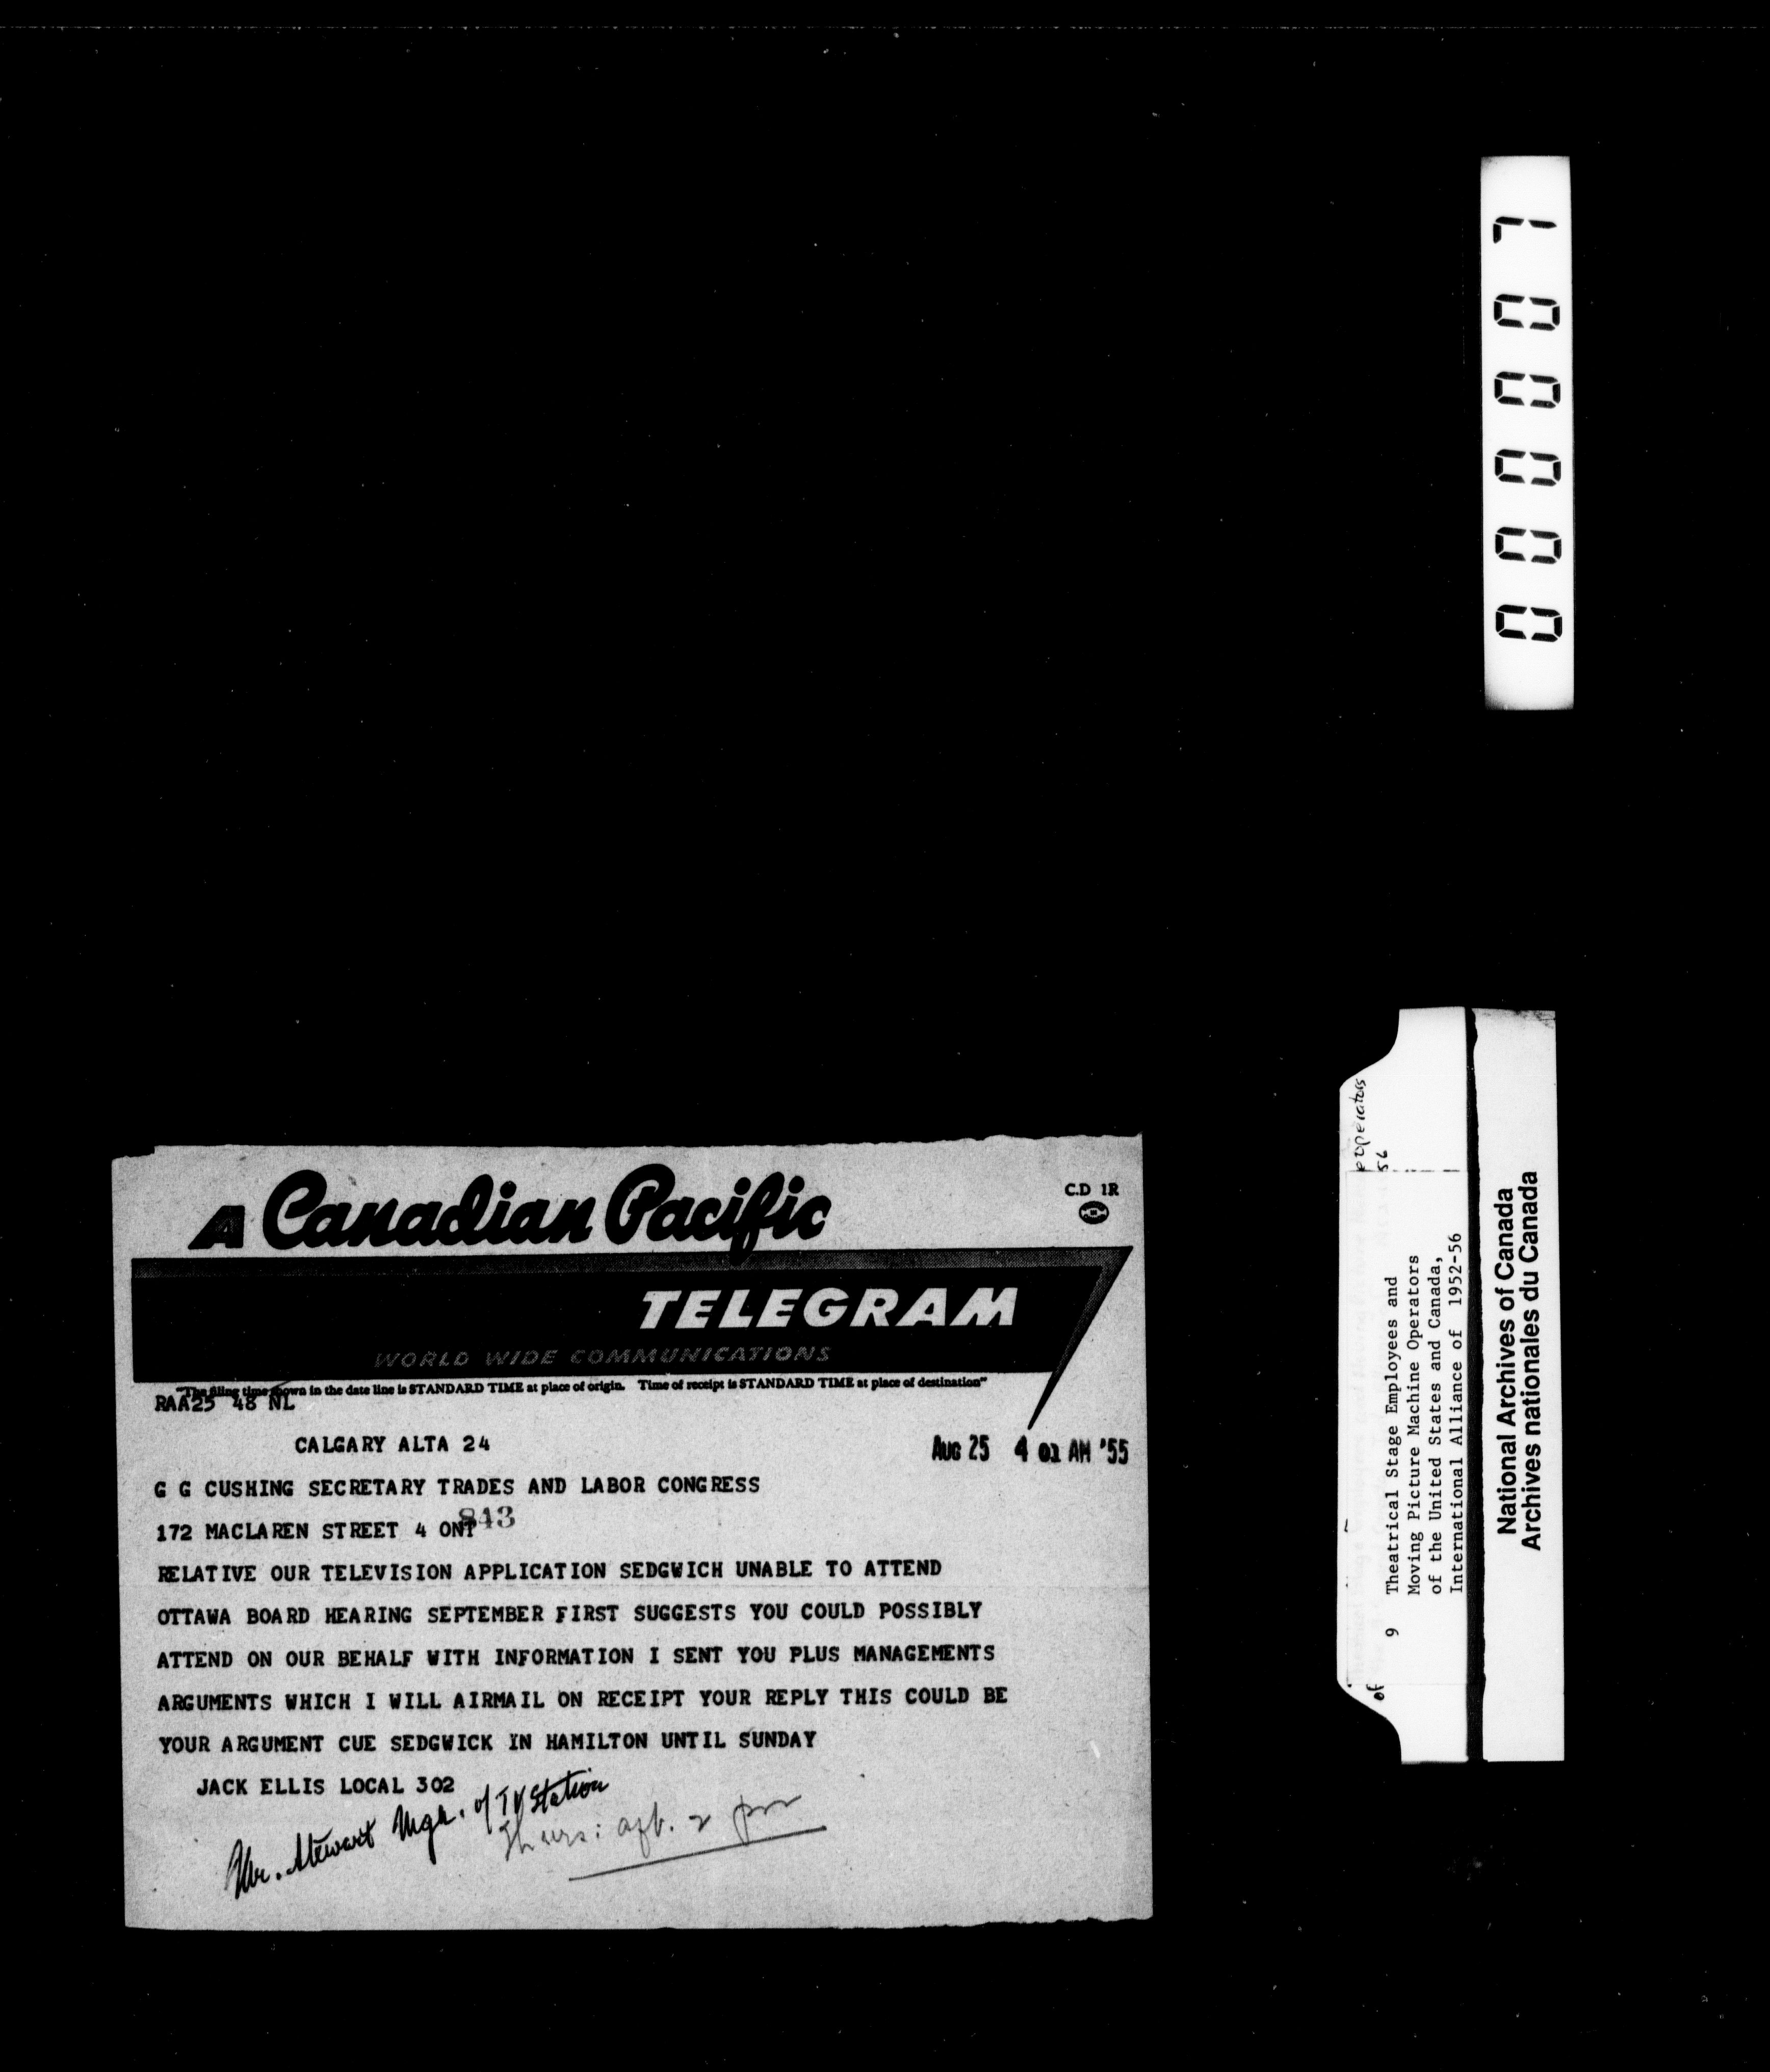 000007
A Canadian Pacific
C.D 1R
TELEGRAM
WORLD WIDE COMMUNICATIONS
"The filing time shown in the date line is STANDARD TIME at place of origin. Time of receipt is STANDARD TIME at place of destination"
RAA25 48 NL
CALGARY ALTA 24
AUG 25 4 01 AM '55
G G CUSHING SECRETARY TRADES AND LABOR CONGRESS
843
172 MACLAREN STREET 4 ONT
RELATIVE OUR TELEVISION APPLICATION SEDGWICH UNABLE TO ATTEND
OTTAWA BOARD HEARING SEPTEMBER FIRST SUGGESTS YOU COULD POSSIBLY
ATTEND ON OUR BEHALF WITH INFORMATION I SENT YOU PLUS MANAGEMENTS
ARGUMENTS WHICH I WILL AIRMAIL ON RECEIPT YOUR REPLY THIS COULD BE
YOUR ARGUMENT CUE SEDGWICK IN HAMILTON UNTIL SUNDAY
JACK ELLIS LOCAL 302
Mr. Stewart Mgr. of TV Station
Thurs: aft. 2 pm
operators
56
of
9 Theatrical Stage Employees and
Moving Picture Machine Operators
of the United States and Canada,
International Alliance of 1952-56
National Archives of Canada
Archives nationales du Canada